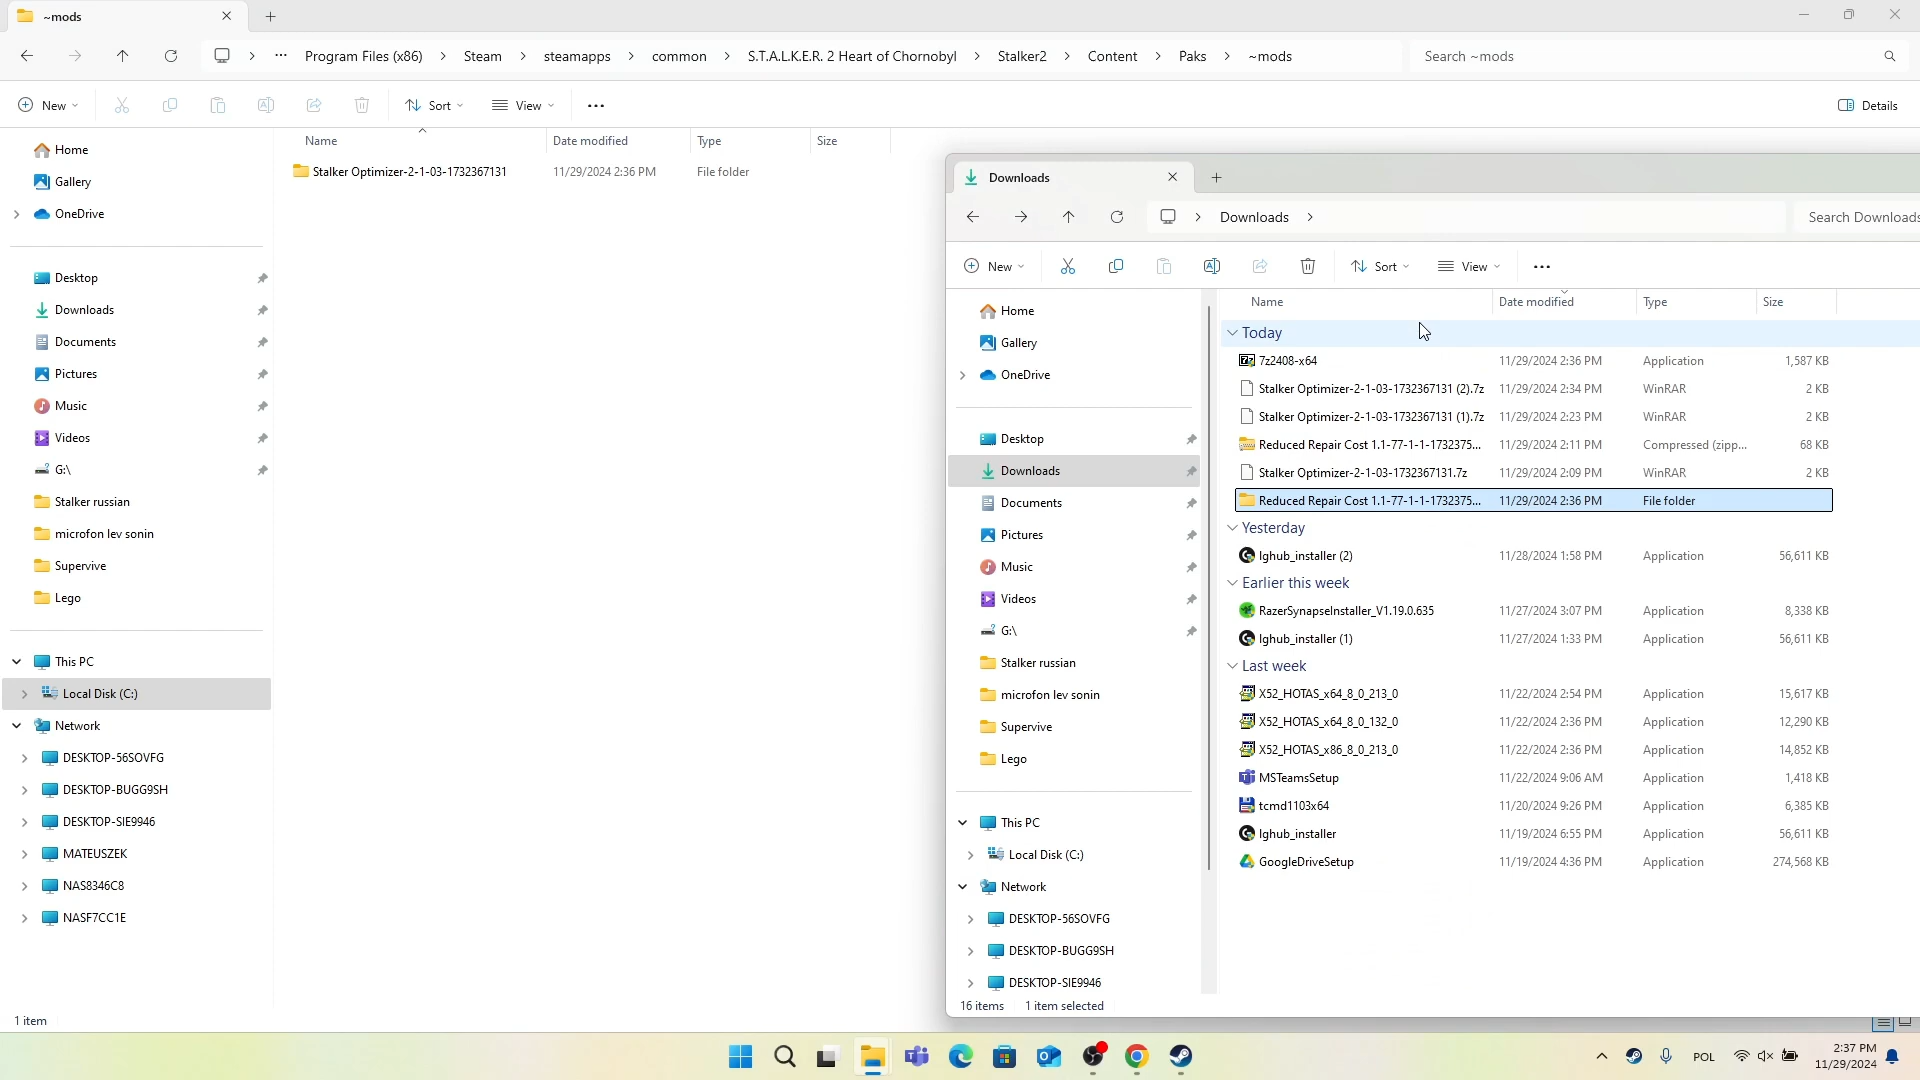 ~mods
Program Files (x86) > Steam > steamapps > common > S.T.A.L.K.E.R. 2 Heart of Chornobyl > Stalker2 > Content > Paks > ~mods
Search ~mods
New
Sort
View
Details
Name
Date modified
Type
Size
Stalker Optimizer-2-1-03-1732367131
11/29/2024 2:36 PM
File folder
Home
Gallery
OneDrive
Desktop
Downloads
Documents
Pictures
Music
Videos
G:\
Stalker russian
microfon lev sonin
Supervive
Lego
This PC
Local Disk (C:)
Network
DESKTOP-56SOVFG
DESKTOP-BUGG9SH
DESKTOP-SIE9946
MATEUSZEK
NAS8346C8
NASF7CC1E
1 item
Downloads
Downloads
Search Downloads
New
Sort
View
Home
Gallery
OneDrive
Desktop
Downloads
Documents
Pictures
Music
Videos
G:\
Stalker russian
microfon lev sonin
Supervive
Lego
This PC
Local Disk (C:)
Network
DESKTOP-56SOVFG
DESKTOP-BUGG9SH
DESKTOP-SIE9946
Name Date modified Type Size
Today
7z2408-x64 11/29/2024 2:36 PM Application 1,587 KB
Stalker Optimizer-2-1-03-1732367131 (2).7z 11/29/2024 2:34 PM WinRAR 2 KB
Stalker Optimizer-2-1-03-1732367131 (1).7z 11/29/2024 2:23 PM WinRAR 2 KB
Reduced Repair Cost 1.1-77-1-1-1732375... 11/29/2024 2:11 PM Compressed (zipp... 68 KB
Stalker Optimizer-2-1-03-1732367131.7z 11/29/2024 2:09 PM WinRAR 2 KB
Reduced Repair Cost 1.1-77-1-1-1732375... 11/29/2024 2:36 PM File folder
Yesterday
lghub_installer (2) 11/28/2024 1:58 PM Application 56,611 KB
Earlier this week
RazerSynapseInstaller_V1.19.0.635 11/27/2024 3:07 PM Application 8,338 KB
lghub_installer (1) 11/27/2024 1:33 PM Application 56,611 KB
Last week
X52_HOTAS_x64_8_0_213_0 11/22/2024 2:54 PM Application 15,617 KB
X52_HOTAS_x64_8_0_132_0 11/22/2024 2:36 PM Application 12,290 KB
X52_HOTAS_x86_8_0_213_0 11/22/2024 2:36 PM Application 14,852 KB
MSTeamsSetup 11/22/2024 9:06 AM Application 1,418 KB
tcmd1103x64 11/20/2024 9:26 PM Application 6,385 KB
lghub_installer 11/19/2024 6:55 PM Application 56,611 KB
GoogleDriveSetup 11/19/2024 4:36 PM Application 274,568 KB
16 items 1 item selected
POL
2:37 PM
11/29/2024